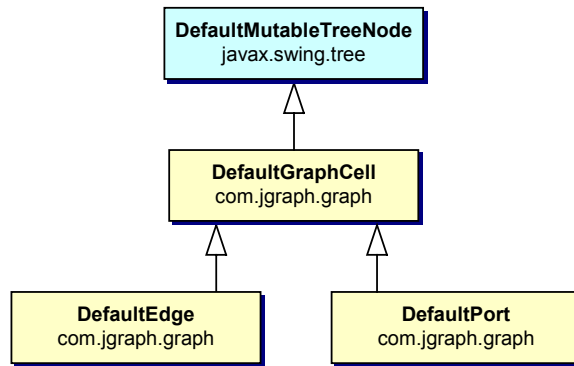 DefaultMutableTreeNode
javax.swing.tree
DefaultGraphCell
com.jgraph.graph
DefaultEdge
com.jgraph.graph
DefaultPort
com.jgraph.graph